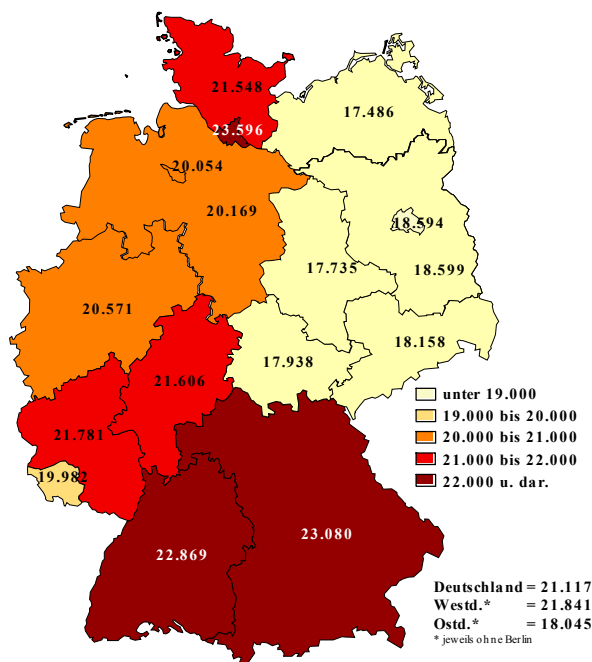 21.548
17.486
23.596
20.054
20.169
18.594
17.735
18.599
20.571
18.158
17.938
21.606
unter 19.000
19.000 bis 20.000
21.781
20.000 bis 21.000
21.000 bis 22.000
19.982
22.000 u. dar.
23.080
22.869
Deutschland = 21.117
Westd.* = 21.841
Ostd.* = 18.045
* jeweils ohne Berlin